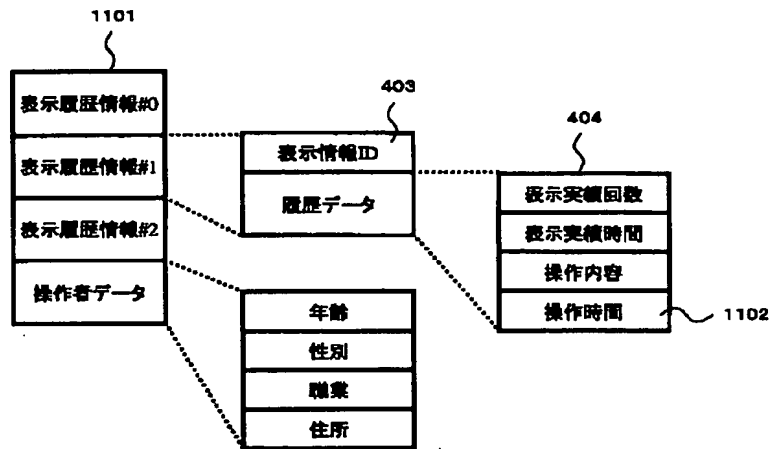 1101
表示履歴情報#0
表示履歴情報#1
表示履歴情報#2
操作者データ
403
表示情報ID
履歴データ
404
表示実績回数
表示実績時間
操作内容
操作時間
1102
年齢
性別
職業
住所